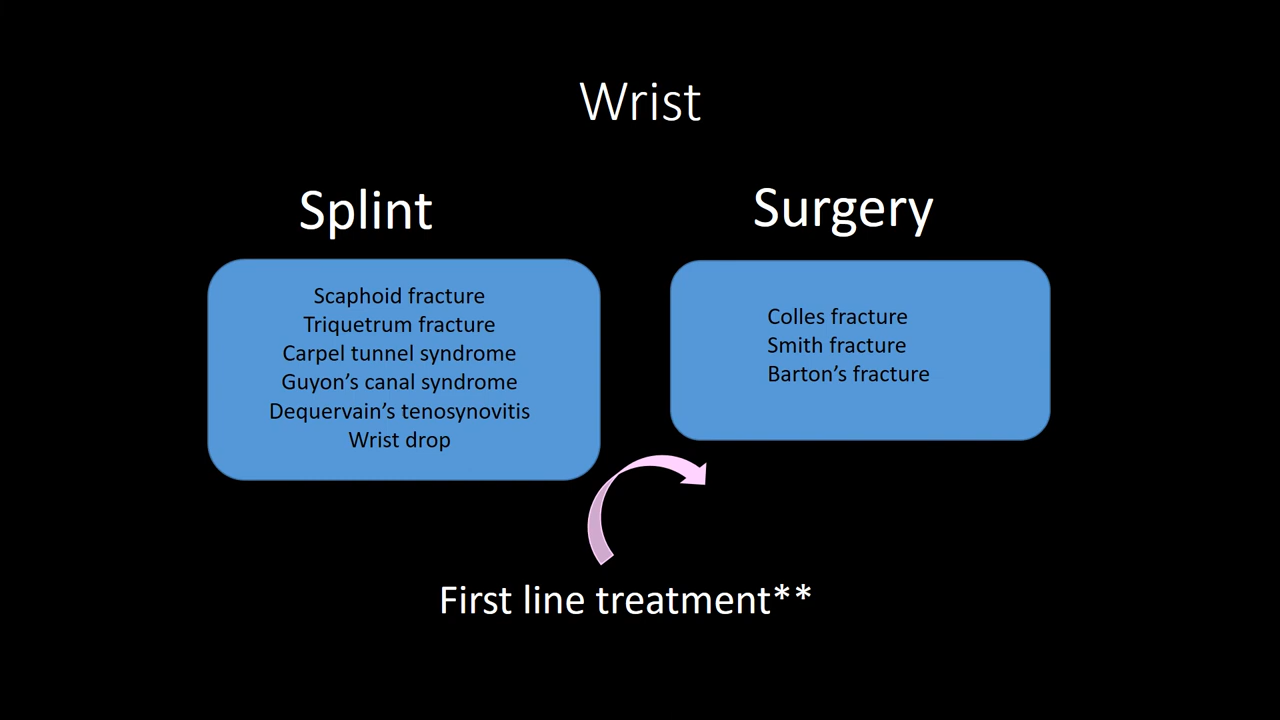 Wrist
Splint
Scaphoid fracture
Triquetrum fracture
Carpel tunnel syndrome
Guyon’s canal syndrome
Dequervain’s tenosynovitis
Wrist drop
Surgery
Colles fracture
Smith fracture
Barton’s fracture
First line treatment**